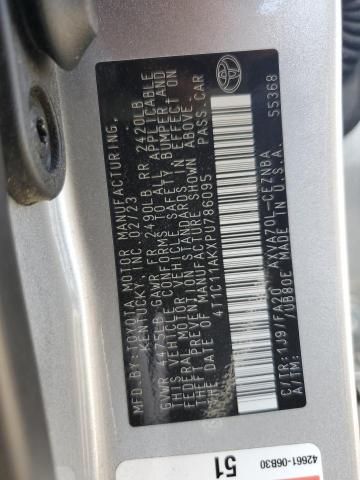 MFD. BY:TOYOTA MOTOR MANUFACTURING,
KENTUCKY, INC. 02/23
GVWR 4475LB GAWR FR 2490LB RR 2420LB
THIS VEHICLE CONFORMS TO ALL APPLICABLE
FEDERAL MOTOR VEHICLE SAFETY, BUMPER, AND
THEFT PREVENTION STANDARDS IN EFFECT ON
THE DATE OF MANUFACTURE SHOWN ABOVE.
4T1C11AKXPU786095 PASS.CAR
C/TR:1J9/FA20 AXVA70L-CEZNBA
A/TM: /UB80E MADE IN U.S.A.
55368
42661-06B30
51